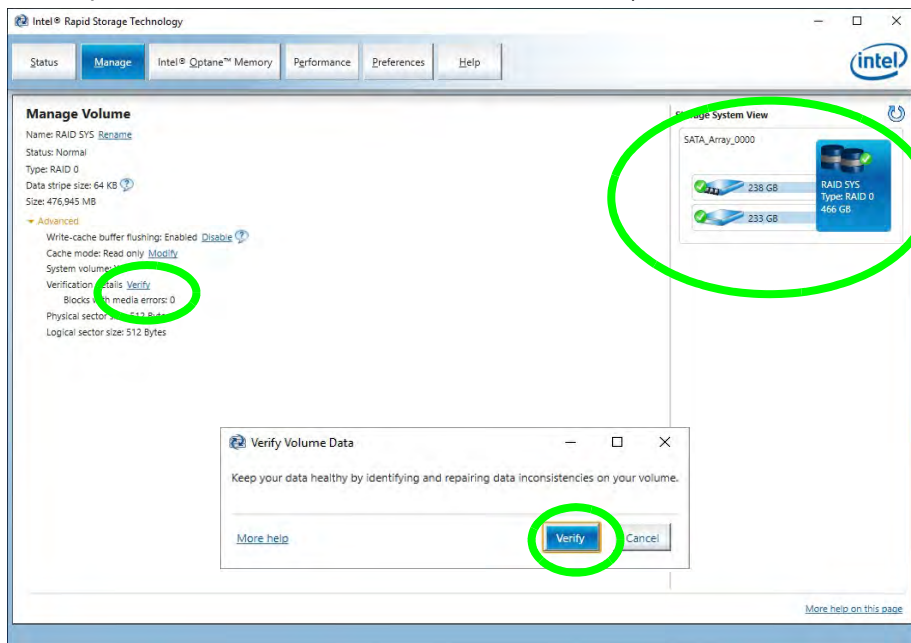 Intel® Rapid Storage Technology
Status Manage Intel® Optane™ Memory Performance Preferences Help
intel
Manage Volume
Name: RAID SYS Rename
Status: Normal
Type: RAID 0
Data stripe size: 64 KB ?
Size: 476,945 MB
Advanced
Write-cache buffer flushing: Enabled Disable ?
Cache mode: Read only Modify
System volume:
Verification details Verify
Blocks with media errors: 0
Physical sector size: 512 Bytes
Logical sector size: 512 Bytes
Storage System View
SATA_Array_0000
238 GB
233 GB
RAID SYS
Type: RAID 0
466 GB
Verify Volume Data
Keep your data healthy by identifying and repairing data inconsistencies on your volume.
More help Verify Cancel
More help on this page